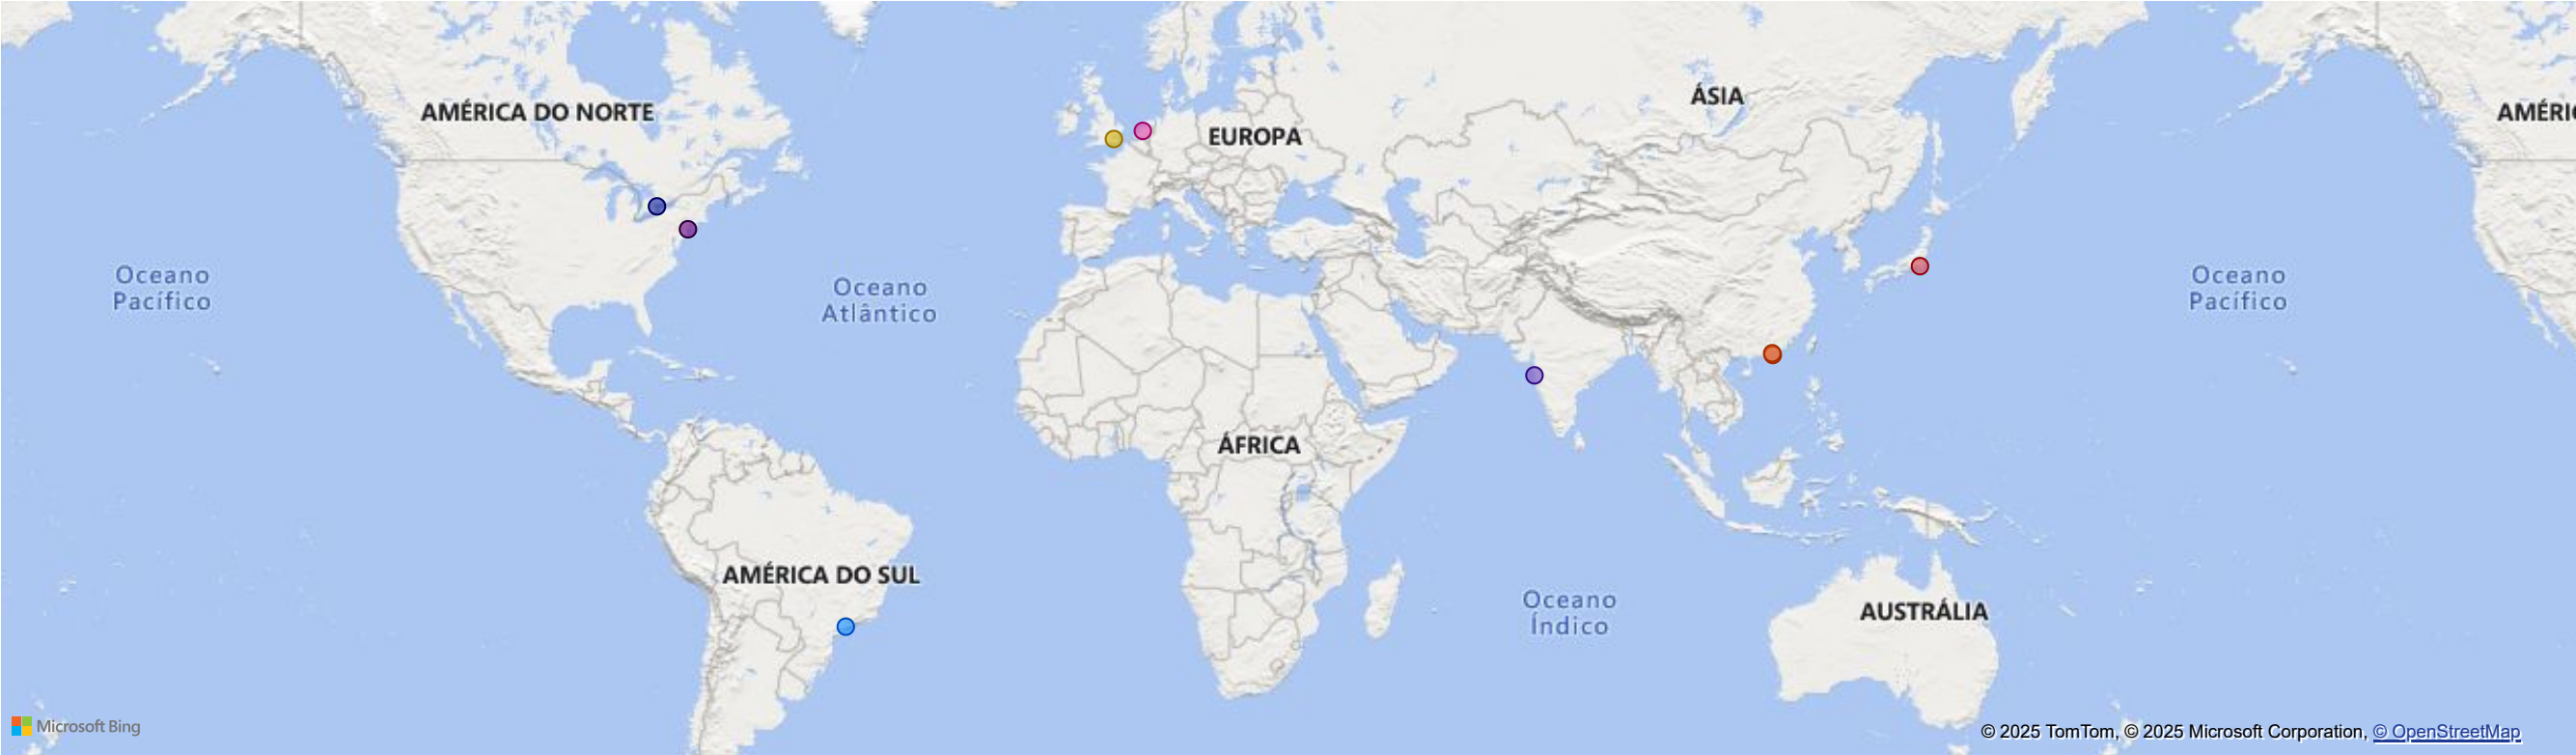 AMÉRICA DO NORTE
ÁSIA
EUROPA
AMÉRI
Oceano
Pacífico
Oceano
Atlântico
Oceano
Pacífico
ÁFRICA
AMÉRICA DO SUL
Oceano
Índico
AUSTRÁLIA
Microsoft Bing
© 2025 TomTom, © 2025 Microsoft Corporation, © OpenStreetMap